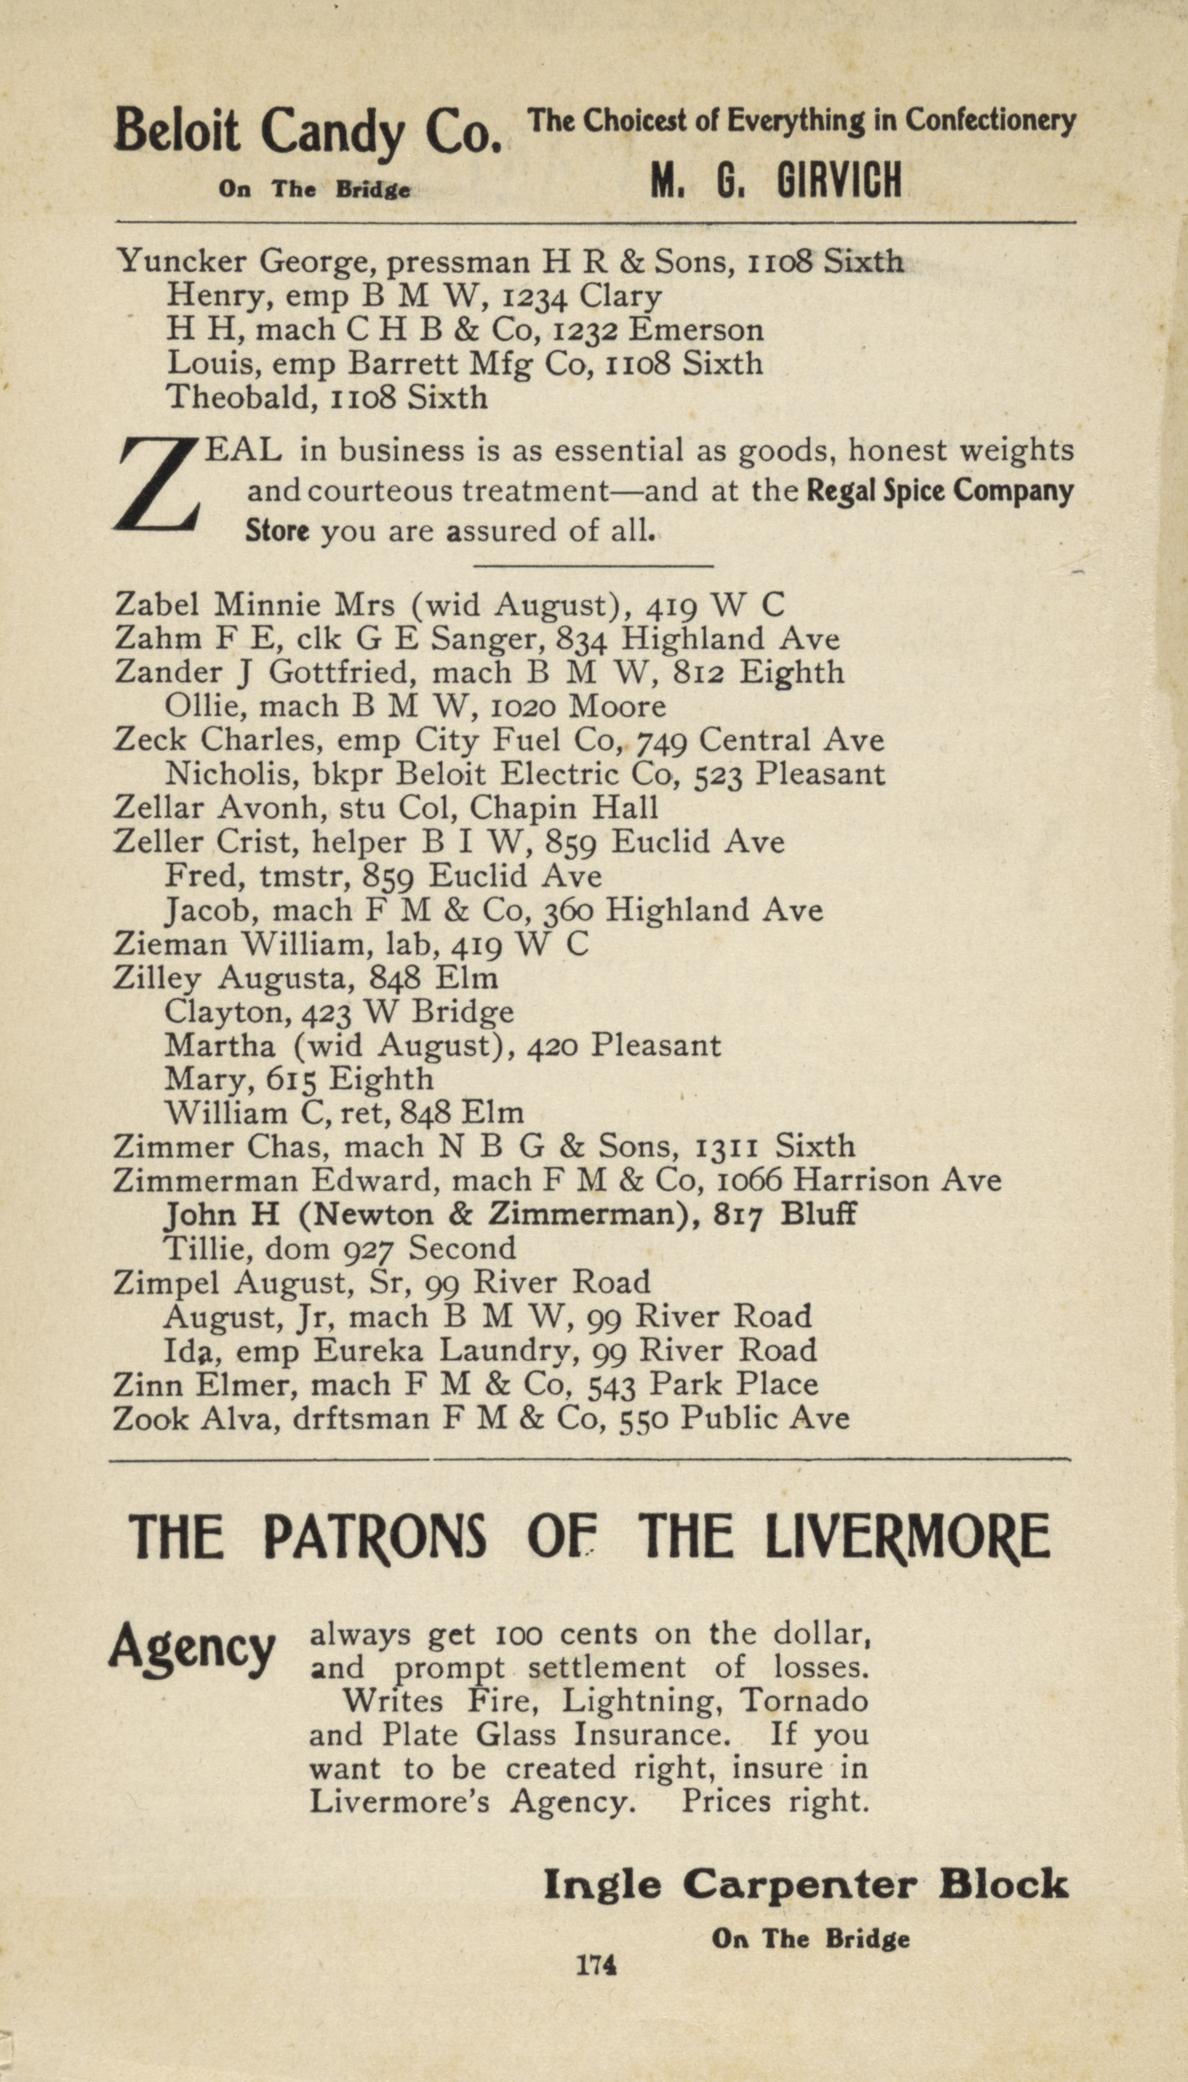 Beloit Candy Co. The Choicest of Everything in Confectionery
On The Bridge M. G. GIRVICH
Yuncker George, pressman H R & Sons, 1108 Sixth
Henry, emp B M W, 1234 Clary
H H, mach C H B & Co, 1232 Emerson
Louis, emp Barrett Mfg Co, 1108 Sixth
Theobald, 1108 Sixth
ZEAL in business is as essential as goods, honest weights
and courteous treatment—and at the Regal Spice Company
Store you are assured of all.
Zabel Minnie Mrs (wid August), 419 W C
Zahm F E, clk G E Sanger, 834 Highland Ave
Zander J Gottfried, mach B M W, 812 Eighth
Ollie, mach B M W, 1020 Moore
Zeck Charles, emp City Fuel Co, 749 Central Ave
Nicholis, bkpr Beloit Electric Co, 523 Pleasant
Zellar Avonh, stu Col, Chapin Hall
Zeller Crist, helper B I W, 859 Euclid Ave
Fred, tmstr, 859 Euclid Ave
Jacob, mach F M & Co, 360 Highland Ave
Zieman William, lab, 419 W C
Zilley Augusta, 848 Elm
Clayton, 423 W Bridge
Martha (wid August), 420 Pleasant
Mary, 615 Eighth
William C, ret, 848 Elm
Zimmer Chas, mach N B G & Sons, 1311 Sixth
Zimmerman Edward, mach F M & Co, 1066 Harrison Ave
John H (Newton & Zimmerman), 817 Bluff
Tillie, dom 927 Second
Zimpel August, Sr, 99 River Road
August, Jr, mach B M W, 99 River Road
Ida, emp Eureka Laundry, 99 River Road
Zinn Elmer, mach F M & Co, 543 Park Place
Zook Alva, drftsman F M & Co, 550 Public Ave
THE PATRONS OF THE LIVERMORE
Agency always get 100 cents on the dollar,
and prompt settlement of losses.
Writes Fire, Lightning, Tornado
and Plate Glass Insurance. If you
want to be created right, insure in
Livermore's Agency. Prices right.
Ingle Carpenter Block
On The Bridge
174